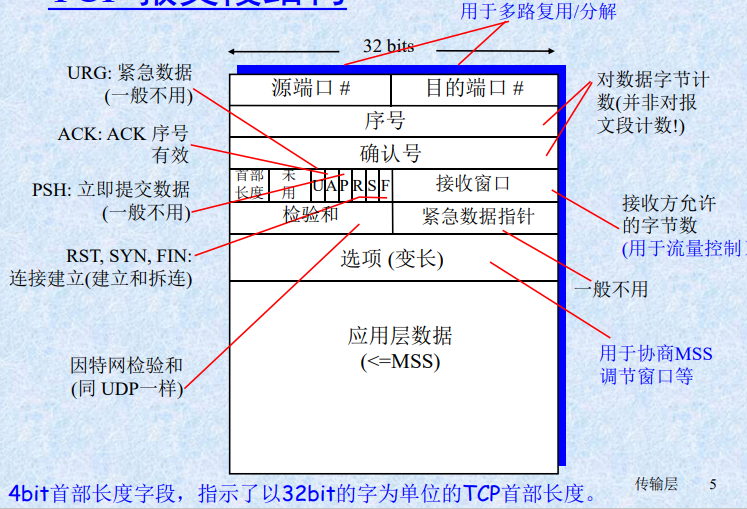 TCP 报文段结构
用于多路复用/分解
32 bits
URG: 紧急数据
(一般不用)
源端口 #
目的端口 #
对数据字节计
数(并非对报
文段计数!)
序号
ACK: ACK 序号
有效
确认号
首部
长度
未
用
U A P R S F
接收窗口
PSH: 立即提交数据
(一般不用)
检验和
紧急数据指针
接收方允许
的字节数
(用于流量控制
RST, SYN, FIN:
连接建立(建立和拆连)
选项 (变长)
一般不用
应用层数据
(<=MSS)
用于协商MSS
调节窗口等
因特网检验和
(同 UDP一样)
传输层 5
4bit首部长度字段，指示了以32bit的字为单位的TCP首部长度。